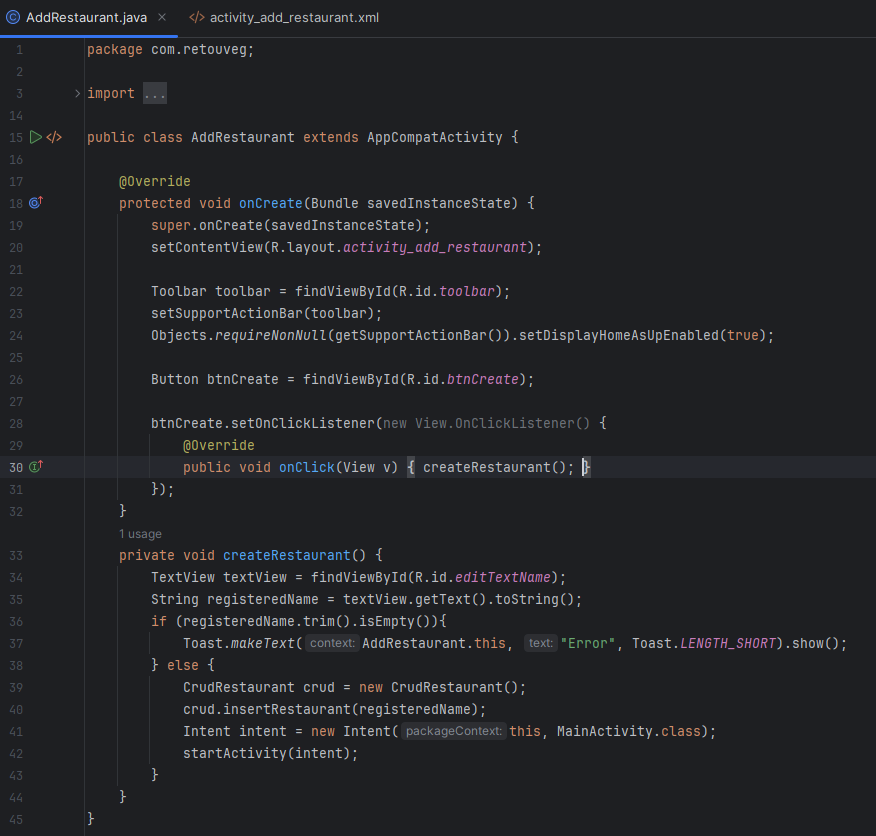 AddRestaurant.java × </> activity_add_restaurant.xml
1 package com.retouveg;
2
3 > import ...
14
15 </> public class AddRestaurant extends AppCompatActivity {
16
17 @Override
18 protected void onCreate(Bundle savedInstanceState) {
19 super.onCreate(savedInstanceState);
20 setContentView(R.layout.activity_add_restaurant);
21
22 Toolbar toolbar = findViewById(R.id.toolbar);
23 setSupportActionBar(toolbar);
24 Objects.requireNonNull(getSupportActionBar()).setDisplayHomeAsUpEnabled(true);
25
26 Button btnCreate = findViewById(R.id.btnCreate);
27
28 btnCreate.setOnClickListener(new View.OnClickListener() {
29 @Override
30 public void onClick(View v) { createRestaurant(); }
31 });
32 }
1 usage
33 private void createRestaurant() {
34 TextView textView = findViewById(R.id.editTextName);
35 String registeredName = textView.getText().toString();
36 if (registeredName.trim().isEmpty()){
37 Toast.makeText( context: AddRestaurant.this, text: "Error", Toast.LENGTH_SHORT).show();
38 } else {
39 CrudRestaurant crud = new CrudRestaurant();
40 crud.insertRestaurant(registeredName);
41 Intent intent = new Intent( packageContext: this, MainActivity.class);
42 startActivity(intent);
43 }
44 }
45 }